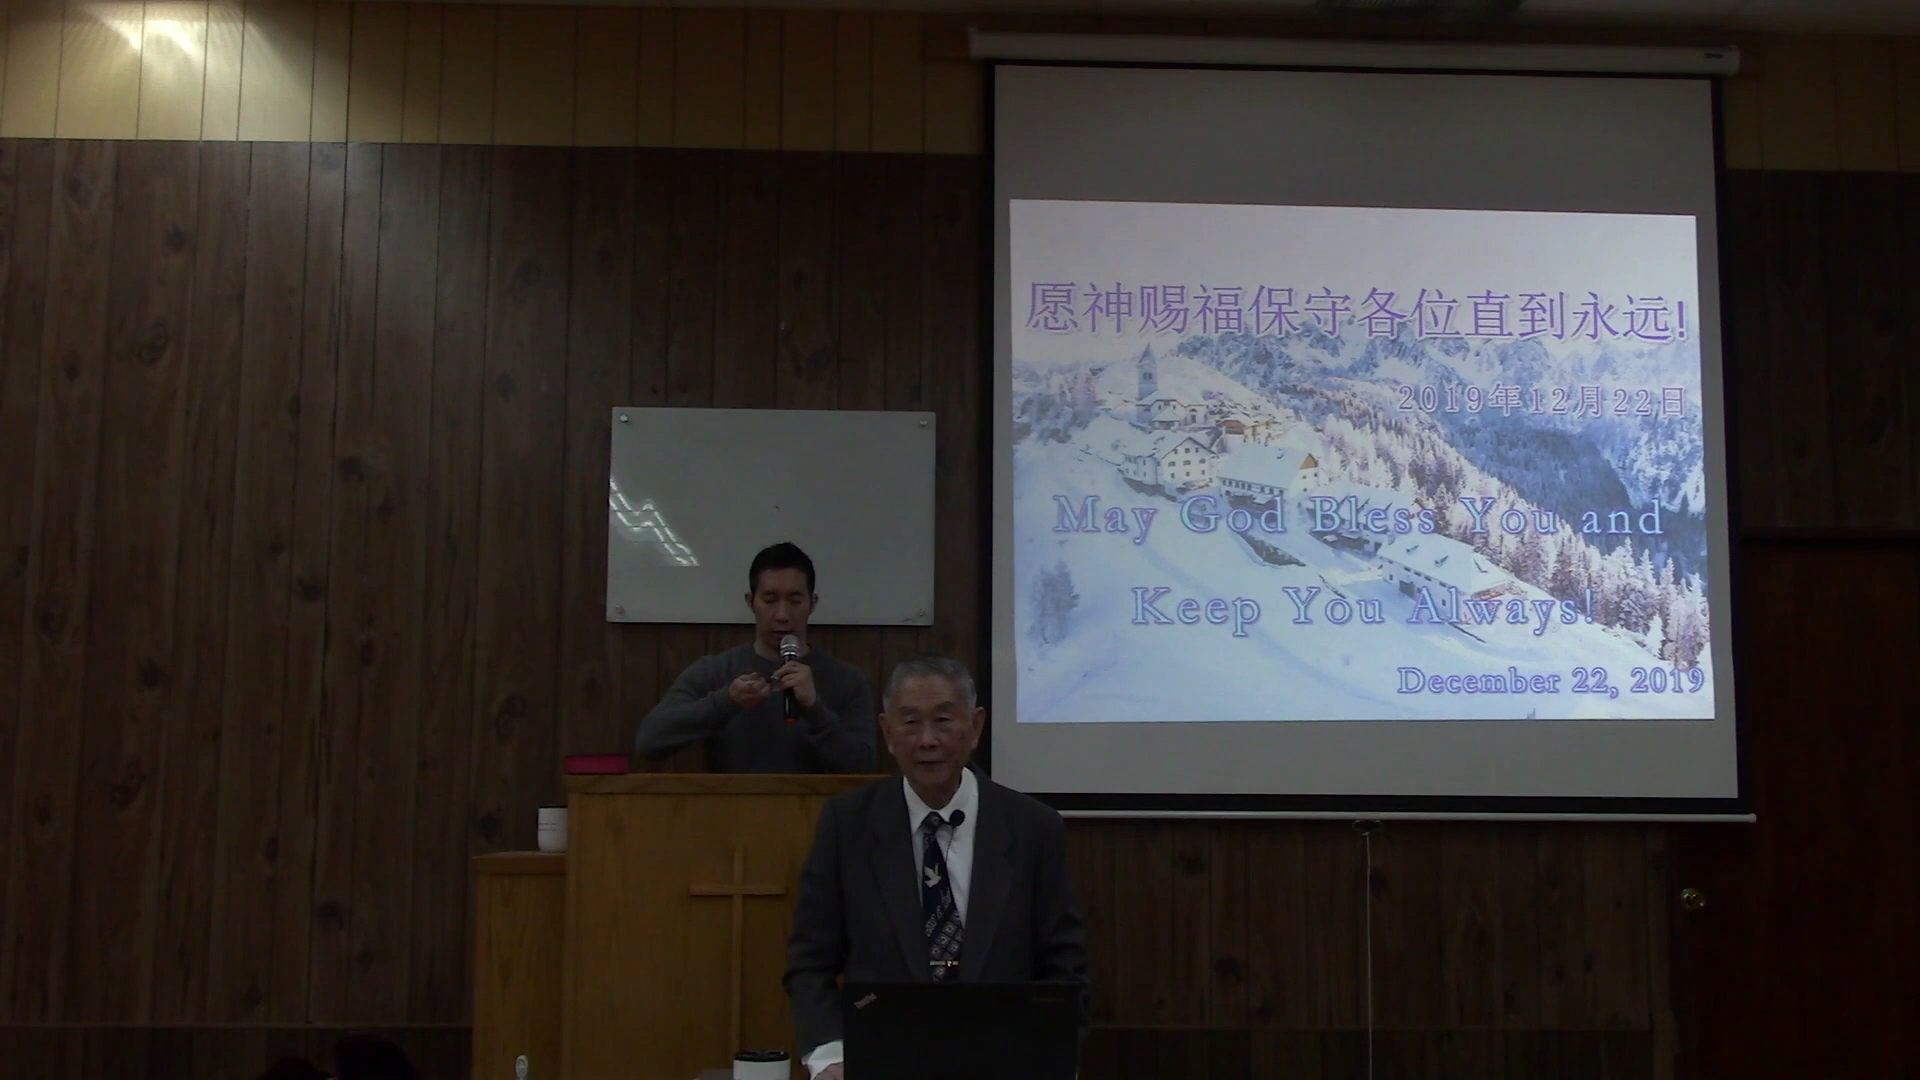 愿神赐福保守各位直到永远!
2019年12月22日
May God Bless You and
Keep You Always!
December 22, 2019
ThinkPad